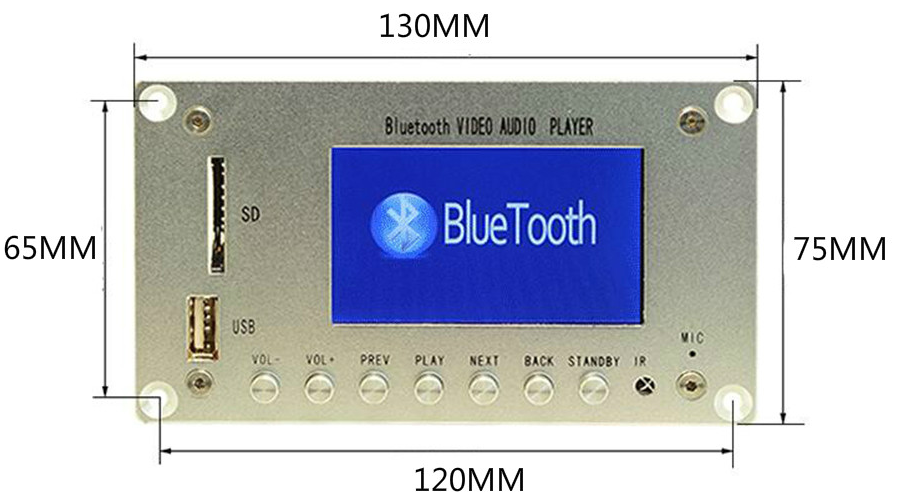 130MM
Bluetooth VIDEO AUDIO PLAYER
SD
BlueTooth
65MM
75MM
USB
MIC
VOL- VOL+ PREV PLAY NEXT BACK STANDBY IR
120MM